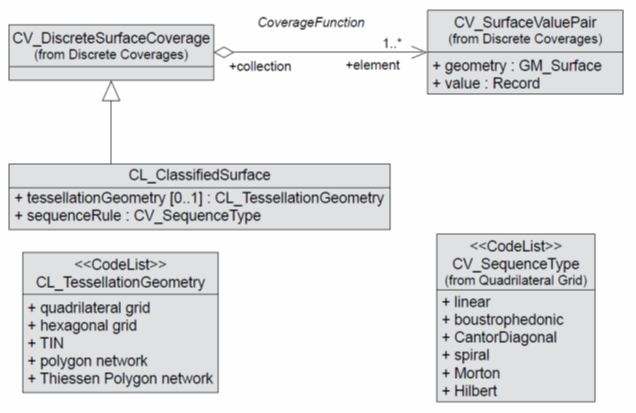 CV_DiscreteSurfaceCoverage
(from Discrete Coverages)
CoverageFunction
+collection
1..*
+element
CV_SurfaceValuePair
(from Discrete Coverages)
+ geometry : GM_Surface
+ value : Record
CL_ClassifiedSurface
+ tessellationGeometry [0..1] : CL_TessellationGeometry
+ sequenceRule : CV_SequenceType
<<CodeList>>
CL_TessellationGeometry
+ quadrilateral grid
+ hexagonal grid
+ TIN
+ polygon network
+ Thiessen Polygon network
<<CodeList>>
CV_SequenceType
(from Quadrilateral Grid)
+ linear
+ boustrophedonic
+ CantorDiagonal
+ spiral
+ Morton
+ Hilbert